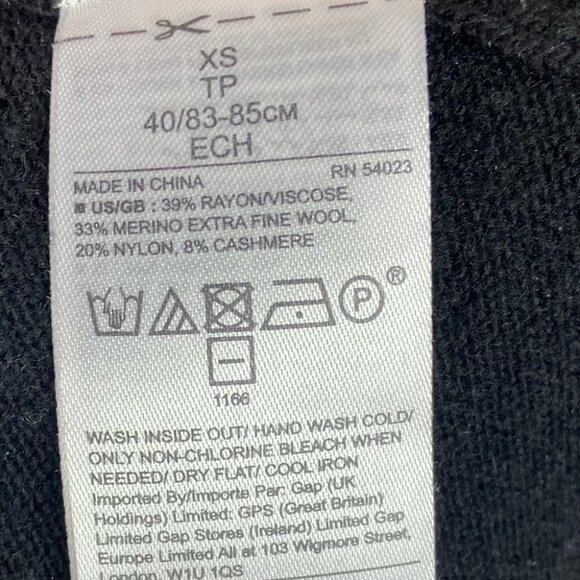 XS
TP
40/83-85CM
ECH
MADE IN CHINA RN 54023
US/GB : 39% RAYON/VISCOSE,
33% MERINO EXTRA FINE WOOL,
20% NYLON, 8% CASHMERE
P ®
1166
WASH INSIDE OUT/ HAND WASH COLD/
ONLY NON-CHLORINE BLEACH WHEN
NEEDED/ DRY FLAT/ COOL IRON
Imported By/Importe Par: Gap (UK
Holdings) Limited: GPS (Great Britain)
Limited Gap Stores (Ireland) Limited Gap
Europe Limited All at 103 Wigmore Street,
London, W1U 1QS